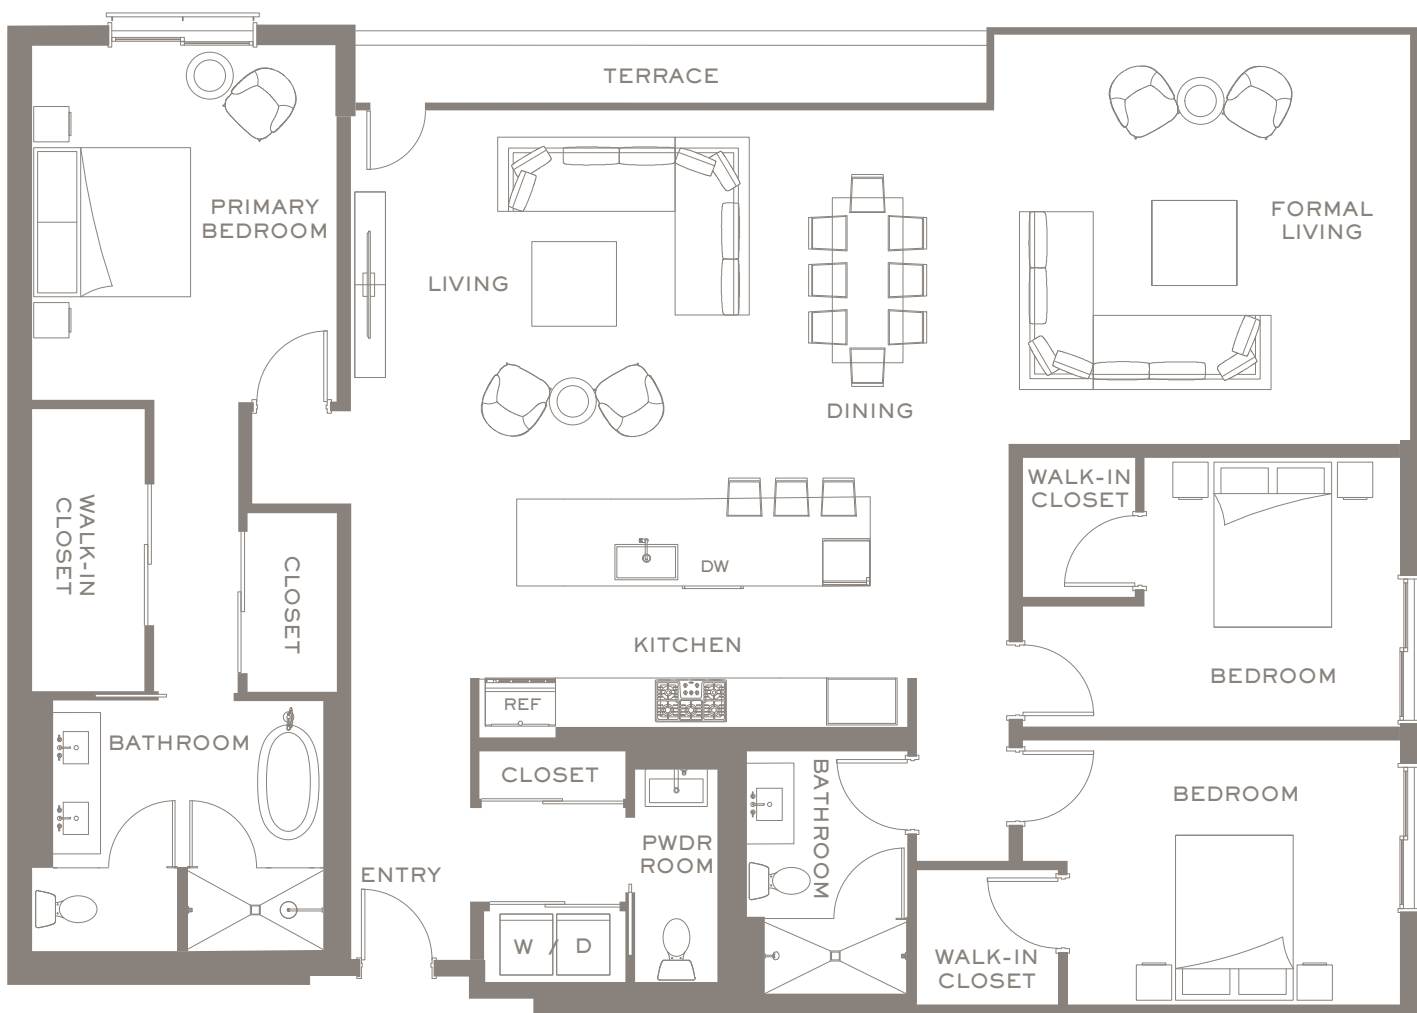 TERRACE
PRIMARY
BEDROOM
FORMAL
LIVING
LIVING
DINING
WALK-IN
CLOSET
WALK-IN
CLOSET
CLOSET
DW
KITCHEN
BEDROOM
REF
BATHROOM
CLOSET
BATHROOM
BEDROOM
PWDR
ROOM
ENTRY
W / D
WALK-IN
CLOSET